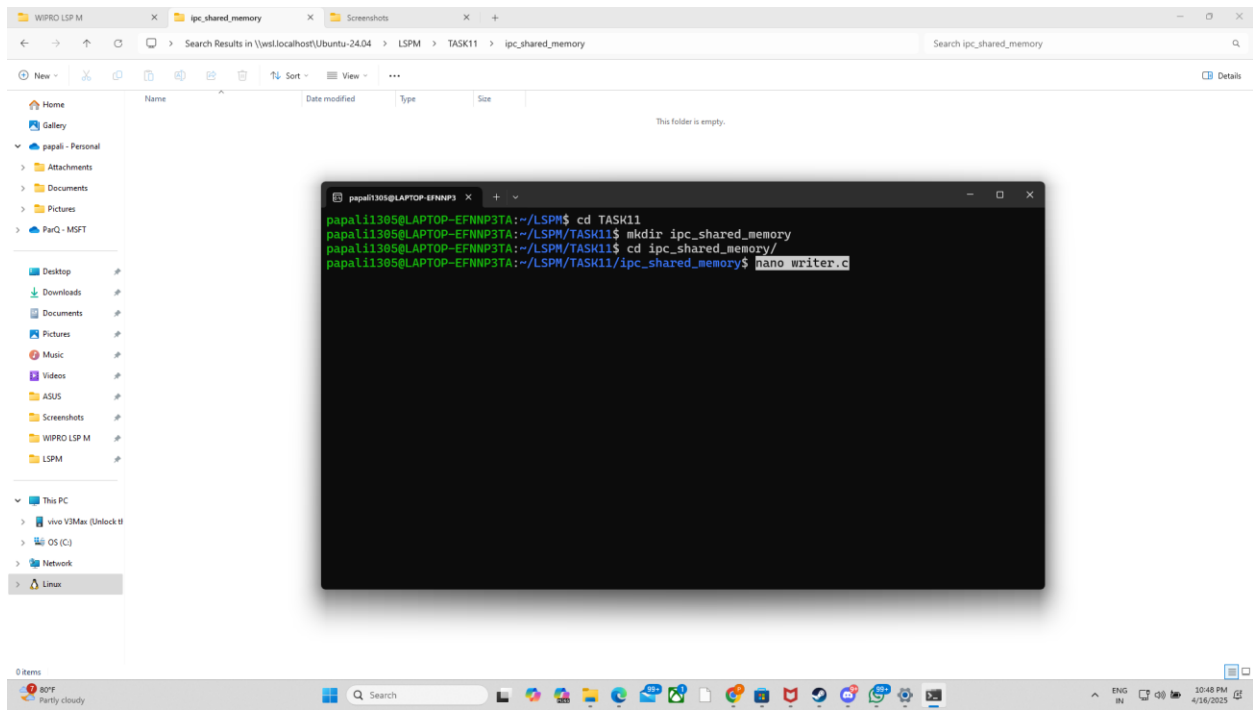 WIPRO LSP M
ipc_shared_memory
Screenshots
Search Results in \\wsl.localhost\Ubuntu-24.04 > LSPM > TASK11 > ipc_shared_memory
Search ipc_shared_memory
New
Sort
View
Details
Name
Date modified
Type
Size
This folder is empty.
Home
Gallery
papali - Personal
Attachments
Documents
Pictures
ParQ - MSFT
Desktop
Downloads
Documents
Pictures
Music
Videos
ASUS
Screenshots
WIPRO LSP M
LSPM
This PC
vivo V3Max (Unlock th
OS (C:)
Network
Linux
papali1305@LAPTOP-EFNNP3
papali1305@LAPTOP-EFNNP3TA:~/LSPM$ cd TASK11
papali1305@LAPTOP-EFNNP3TA:~/LSPM/TASK11$ mkdir ipc_shared_memory
papali1305@LAPTOP-EFNNP3TA:~/LSPM/TASK11$ cd ipc_shared_memory/
papali1305@LAPTOP-EFNNP3TA:~/LSPM/TASK11/ipc_shared_memory$ nano writer.c
0 items
80°F
Partly cloudy
Search
99+
99+
ENG
IN
10:48 PM
4/16/2025